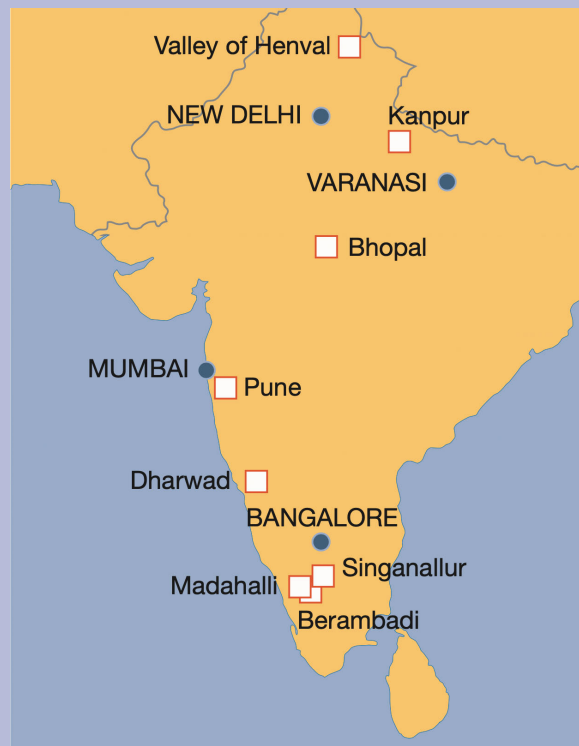 Valley of Henval
NEW DELHI
Kanpur
VARANASI
Bhopal
MUMBAI
Pune
Dharwad
BANGALORE
Singanallur
Madahalli
Berambadi